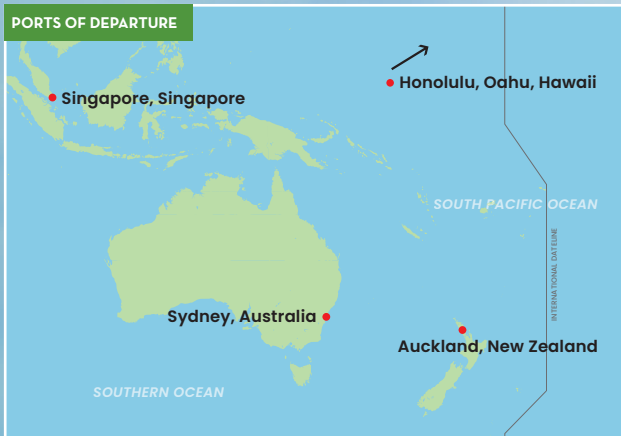 PORTS OF DEPARTURE
Honolulu, Oahu, Hawaii
Singapore, Singapore
SOUTH PACIFIC OCEAN
INTERNATIONAL DATELINE
Sydney, Australia
Auckland, New Zealand
SOUTHERN OCEAN